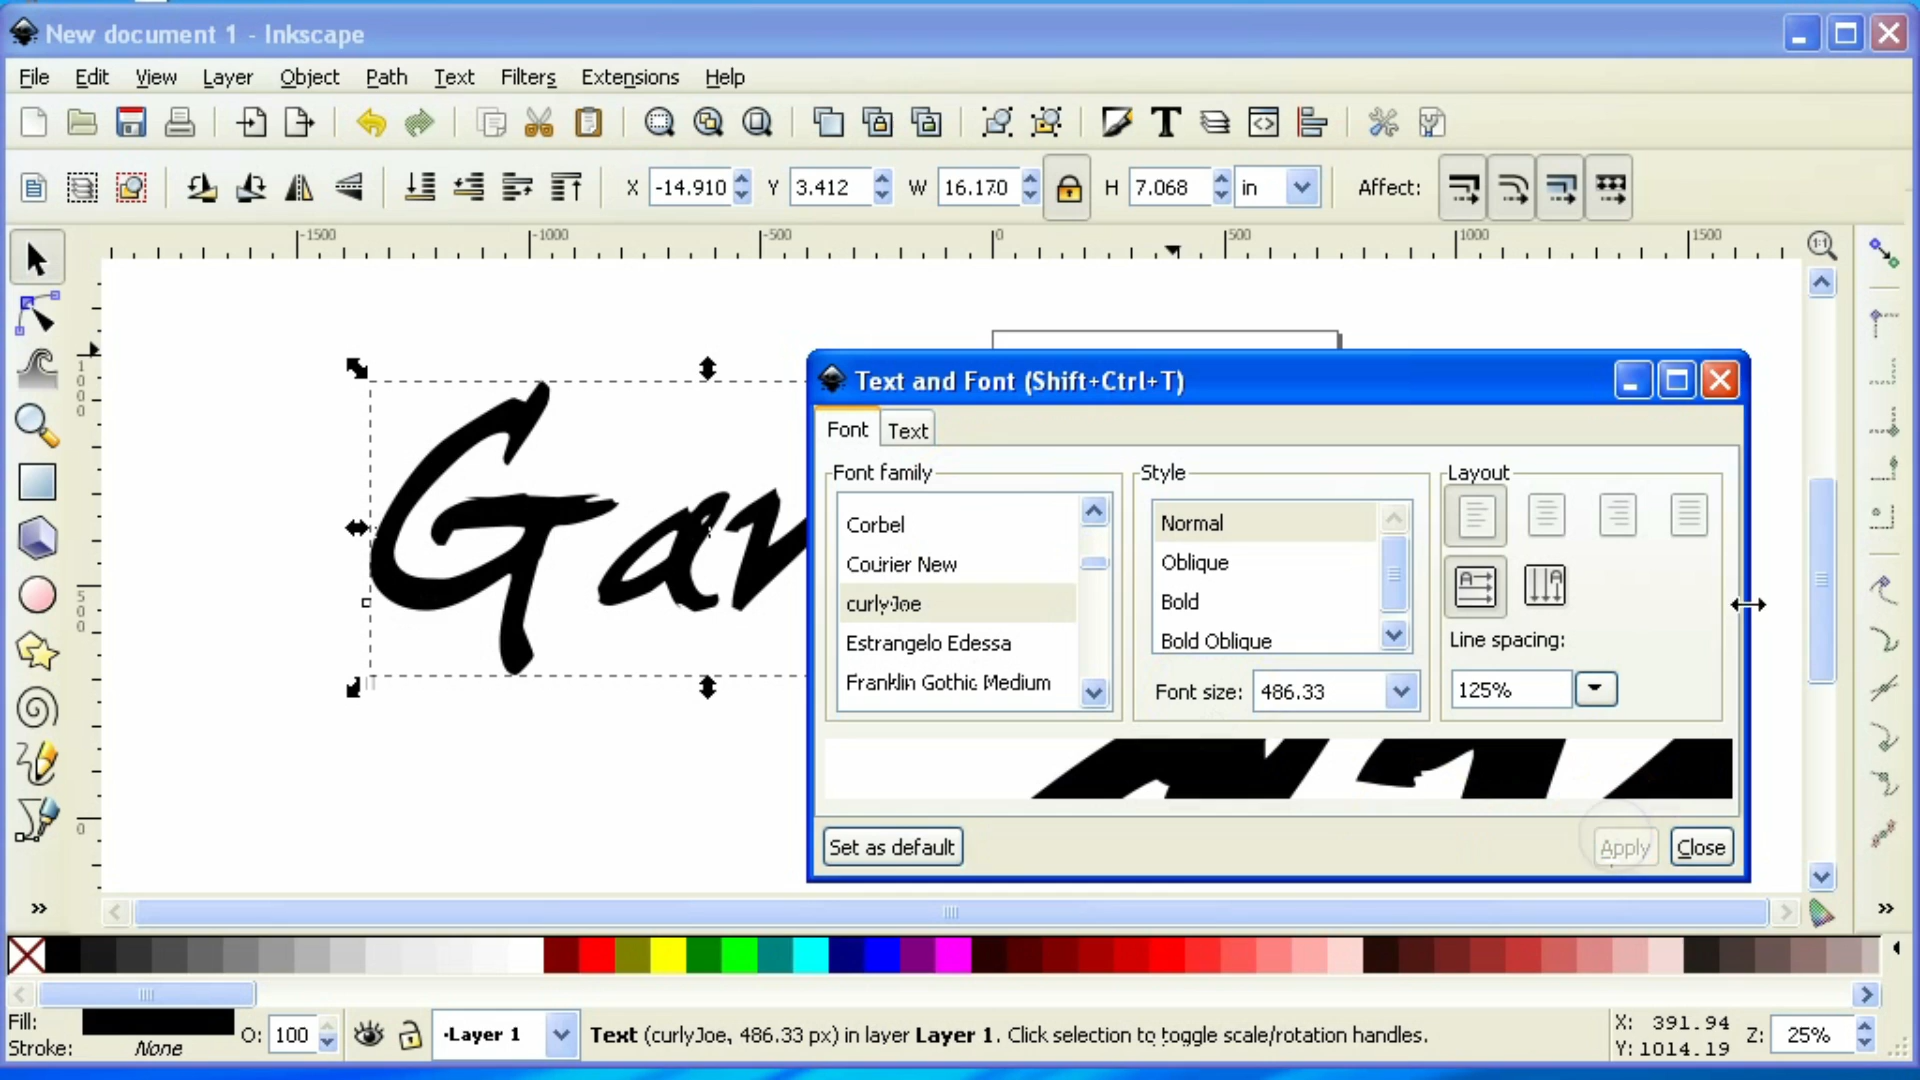 New document 1 - Inkscape
File Edit View Layer Object Path Text Filters Extensions Help
X -14.910 Y 3.412 W 16.170 H 7.068 in Affect:
-1500 -1000 -500 0 500 1000 1500
1:1
1000
500
0
Text and Font (Shift+Ctrl+T)
Font Text
Font family
Corbel
Courier New
curlyJoe
Estrangelo Edessa
Franklin Gothic Medium
Style
Normal
Oblique
Bold
Bold Oblique
Font size: 486.33
Layout
Line spacing:
125%
Set as default Apply Close
Fill:
Stroke: None
O: 100
·Layer 1
Text (curlyJoe, 486.33 px) in layer Layer 1. Click selection to toggle scale/rotation handles.
X: 391.94
Y: 1014.19
Z: 25%